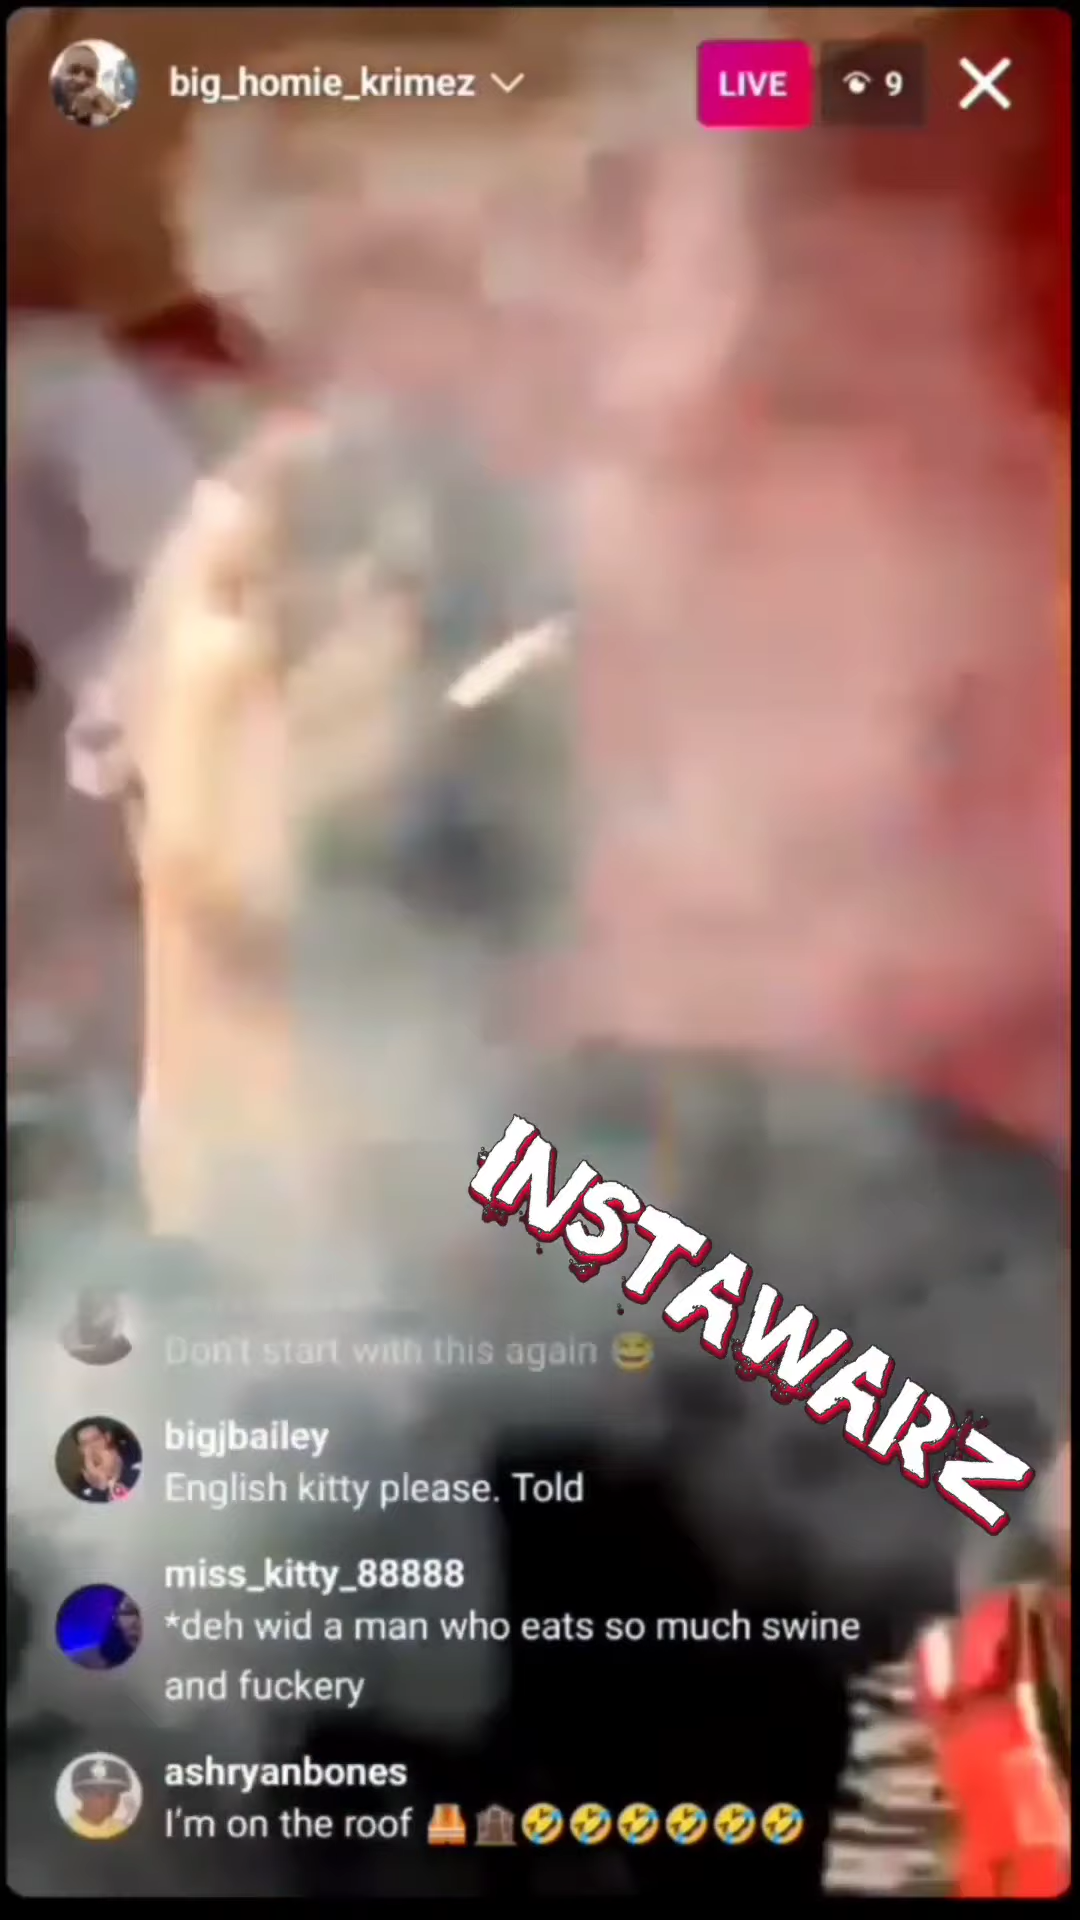 big_homie_krimez
LIVE
9
INSTAWARZ
Don't start with this again 😆
bigjbailey
English kitty please. Told
miss_kitty_88888
*deh wid a man who eats so much swine
and fuckery
ashryanbones
I'm on the roof 🦺🏚🤣🤣🤣🤣🤣🤣